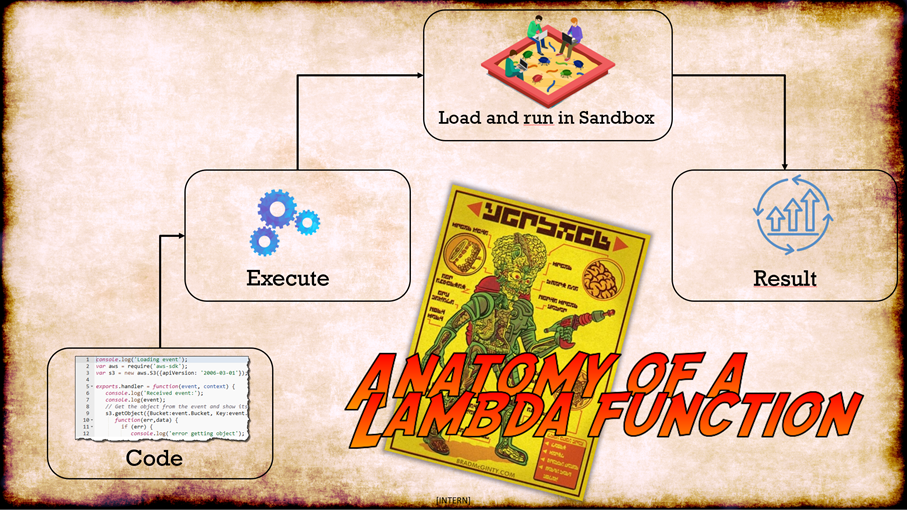 Load and run in Sandbox
Execute
Result
1 console.log('Loading event');
2 var aws = require('aws-sdk');
3 var s3 = new aws.S3({apiVersion: '2006-03-01'});
4
5 exports.handler = function(event, context) {
6 console.log('Received event:');
7 console.log(event);
8 // Get the object from the event and show its
9 s3.getObject({Bucket:event.Bucket, Key:event.
10 function(err,data) {
11 if (err) {
12 console.log('error getting object');
Code
ANATOMY OF A
LAMBDA FUNCTION
BRADMCGINTY.COM
[INTERN]